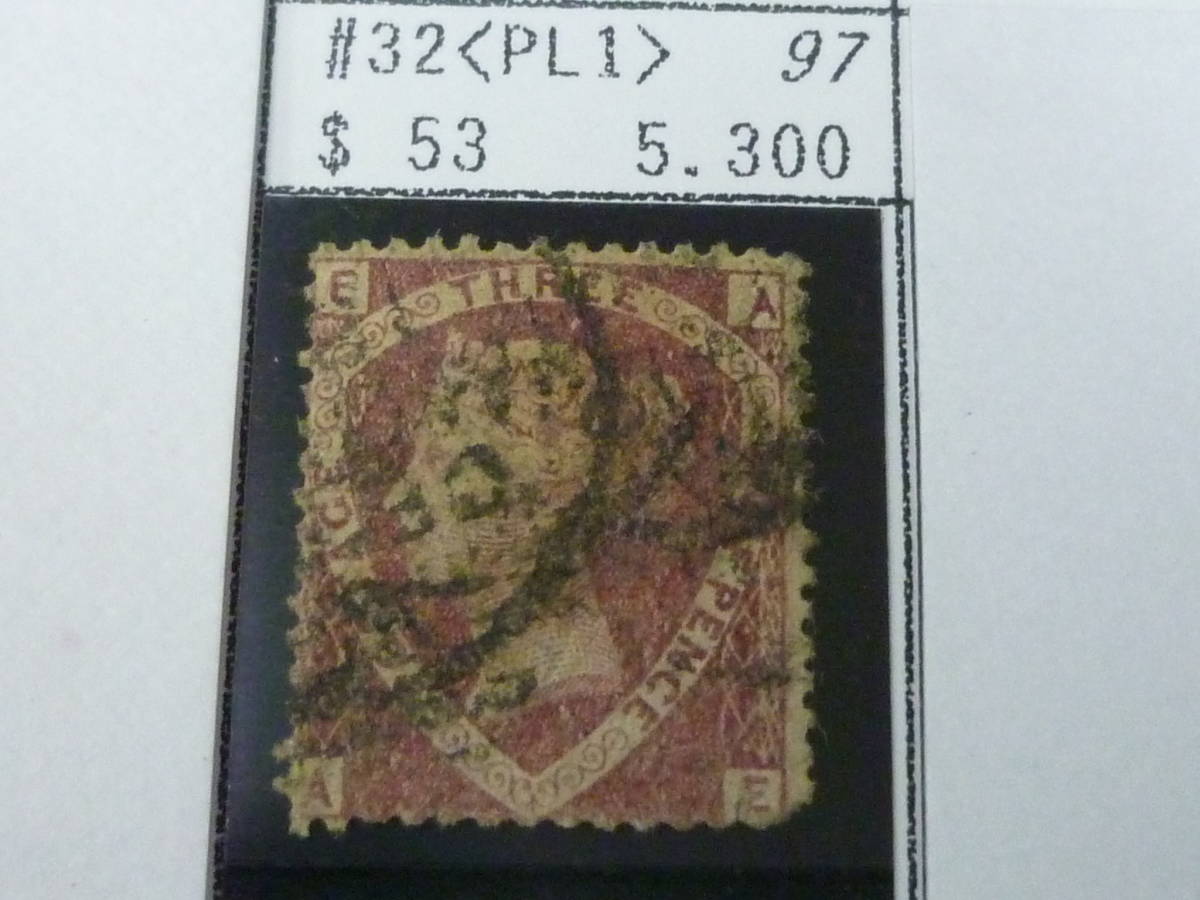 #32<PL1> 97
$ 53 5.300
E THREE A
PENCE
A E